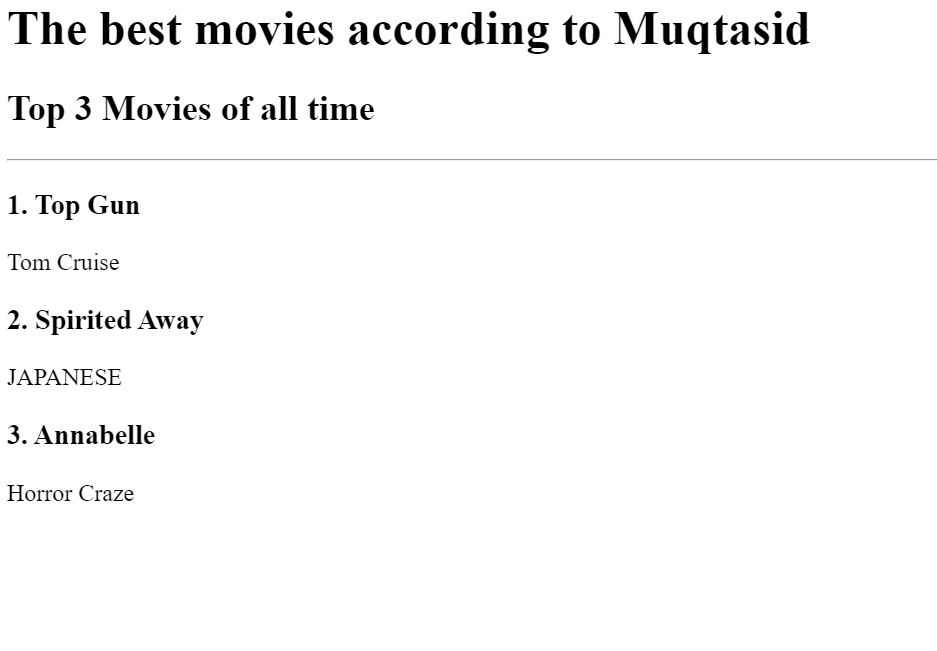 The best movies according to Muqtasid
Top 3 Movies of all time
1. Top Gun
Tom Cruise
2. Spirited Away
JAPANESE
3. Annabelle
Horror Craze